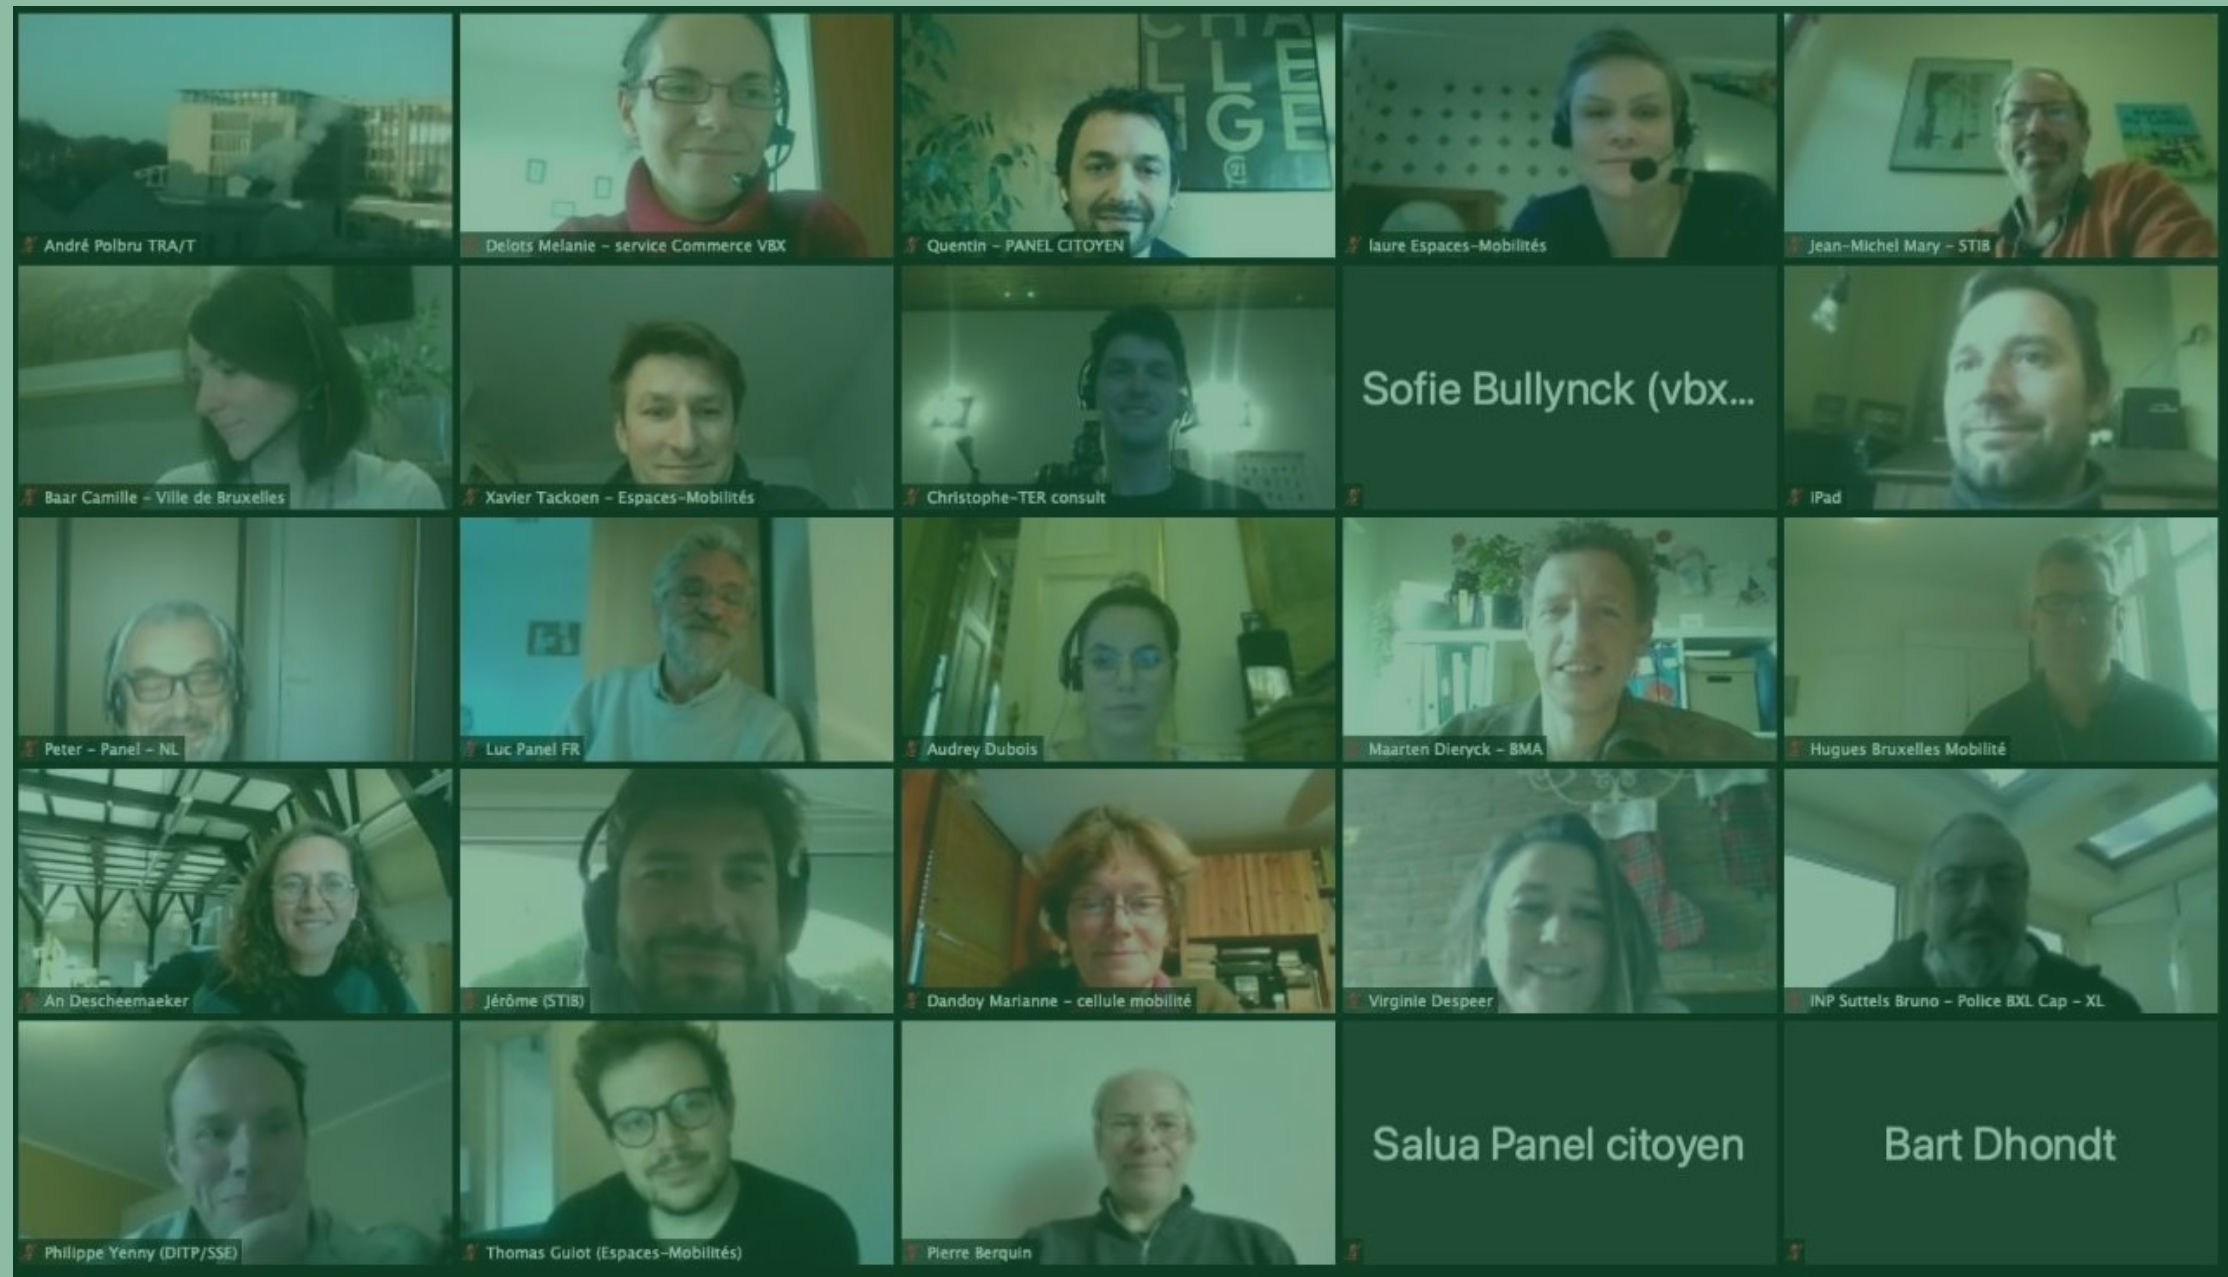 CHA
LLE
NGE
@21
André Polbru TRA/T
Delots Melanie - service Commerce VBX
Quentin - PANEL CITOYEN
laure Espaces-Mobilités
Jean-Michel Mary - STIB
Baar Camille - Ville de Bruxelles
Xavier Tackoen - Espaces-Mobilités
Christophe-TER consult
Sofie Bullynck (vbx...
iPad
Peter - Panel - NL
Luc Panel FR
Audrey Dubois
Maarten Dieryck - BMA
Hugues Bruxelles Mobilité
An Descheemaeker
Jérôme (STIB)
Dandoy Marianne - cellule mobilité
Virginie Despeer
INP Suttels Bruno - Police BXL Cap - XL
Philippe Yenny (DITP/SSE)
Thomas Guiot (Espaces-Mobilités)
Pierre Berquin
Salua Panel citoyen
Bart Dhondt